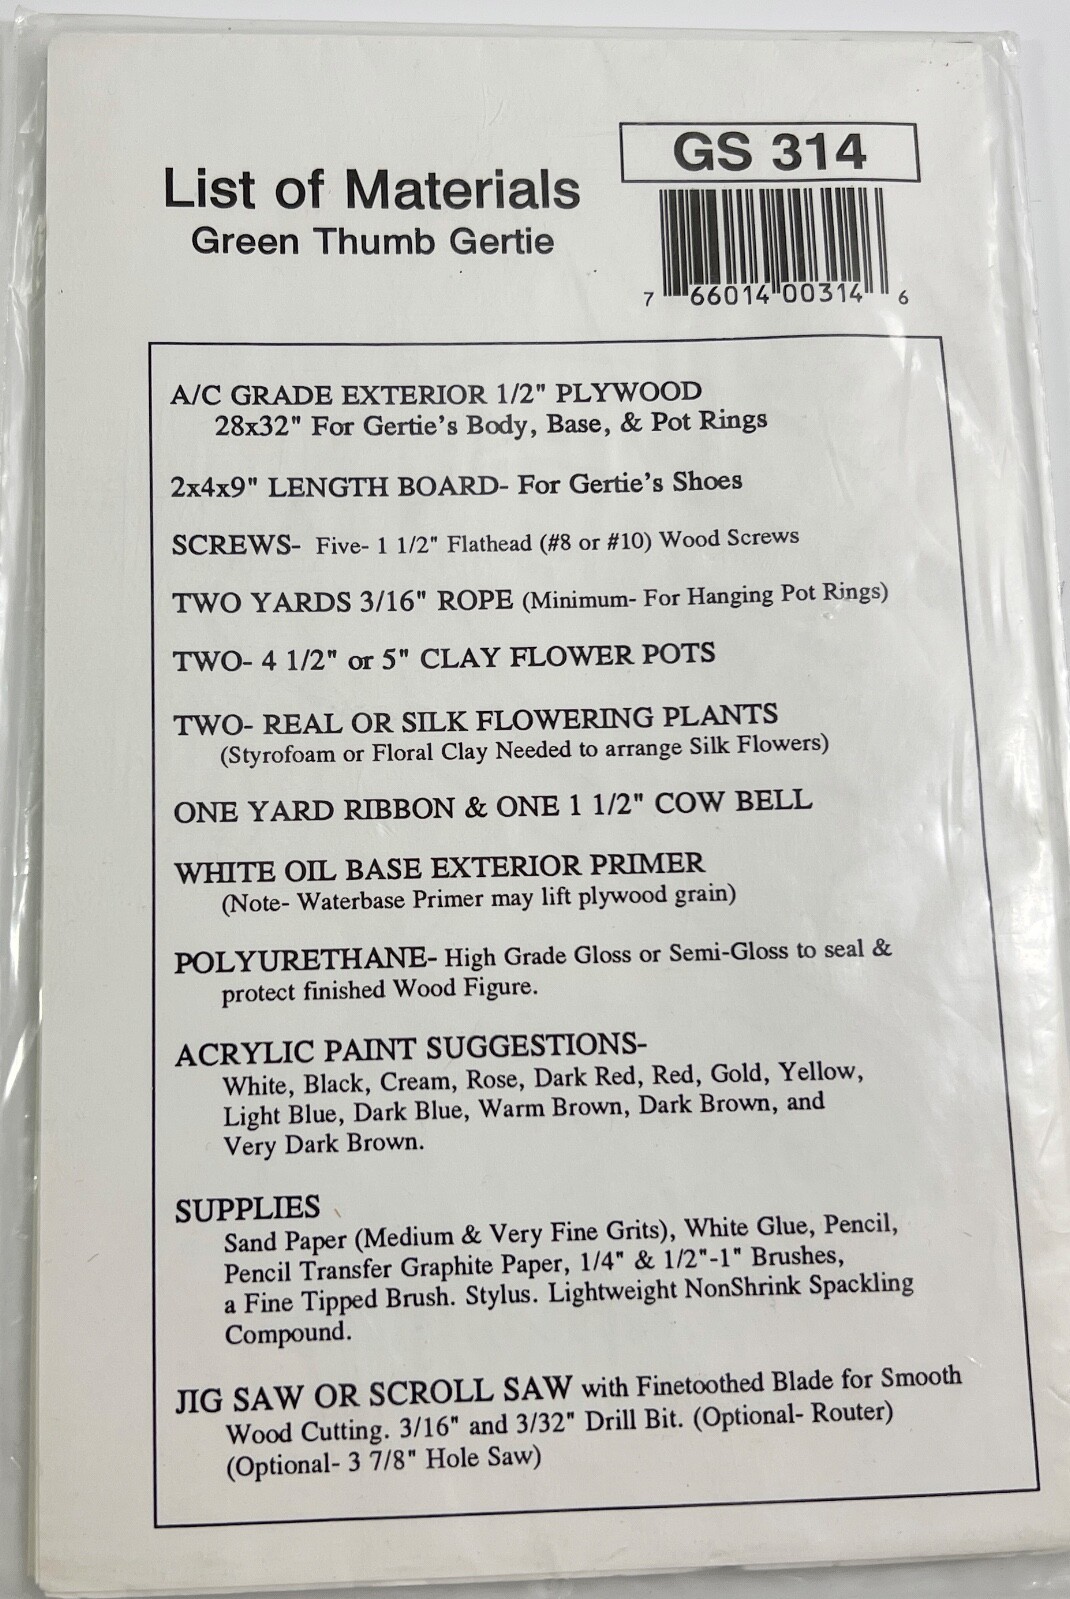 GS 314
List of Materials
Green Thumb Gertie
7 66014 00314 6
A/C GRADE EXTERIOR 1/2" PLYWOOD
28x32" For Gertie's Body, Base, & Pot Rings
2x4x9" LENGTH BOARD- For Gertie's Shoes
SCREWS- Five- 1 1/2" Flathead (#8 or #10) Wood Screws
TWO YARDS 3/16" ROPE (Minimum- For Hanging Pot Rings)
TWO- 4 1/2" or 5" CLAY FLOWER POTS
TWO- REAL OR SILK FLOWERING PLANTS
(Styrofoam or Floral Clay Needed to arrange Silk Flowers)
ONE YARD RIBBON & ONE 1 1/2" COW BELL
WHITE OIL BASE EXTERIOR PRIMER
(Note- Waterbase Primer may lift plywood grain)
POLYURETHANE- High Grade Gloss or Semi-Gloss to seal &
protect finished Wood Figure.
ACRYLIC PAINT SUGGESTIONS-
White, Black, Cream, Rose, Dark Red, Red, Gold, Yellow,
Light Blue, Dark Blue, Warm Brown, Dark Brown, and
Very Dark Brown.
SUPPLIES
Sand Paper (Medium & Very Fine Grits), White Glue, Pencil,
Pencil Transfer Graphite Paper, 1/4" & 1/2"-1" Brushes,
a Fine Tipped Brush. Stylus. Lightweight NonShrink Spackling
Compound.
JIG SAW OR SCROLL SAW with Finetoothed Blade for Smooth
Wood Cutting. 3/16" and 3/32" Drill Bit. (Optional- Router)
(Optional- 3 7/8" Hole Saw)